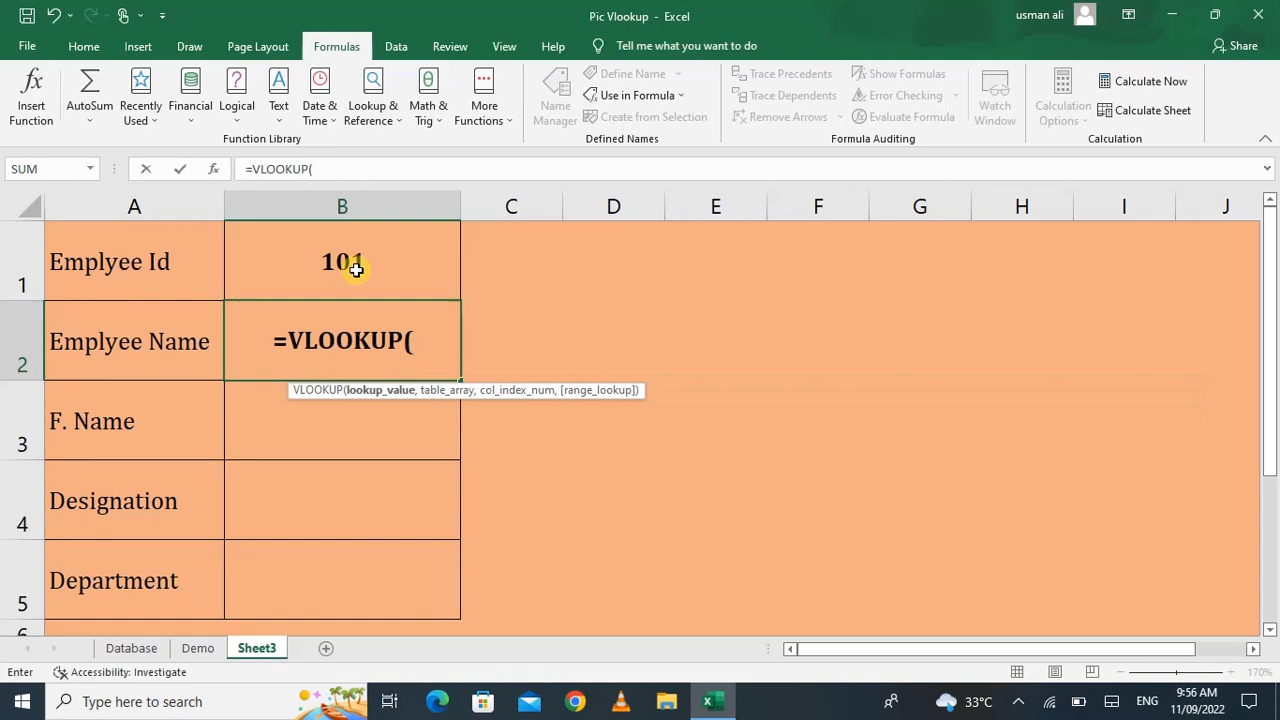 Pic Vlookup - Excel
usman ali
File Home Insert Draw Page Layout Formulas Data Review View Help Tell me what you want to do Share
Insert Function
AutoSum
Recently Used
Financial
Logical
Text
Date & Time
Lookup & Reference
Math & Trig
More Functions
Function Library
Name Manager
Define Name
Use in Formula
Create from Selection
Defined Names
Trace Precedents
Trace Dependents
Remove Arrows
Show Formulas
Error Checking
Evaluate Formula
Formula Auditing
Watch Window
Calculation Options
Calculate Now
Calculate Sheet
Calculation
SUM fx =VLOOKUP(
A B C D E F G H I J
1 Emplyee Id 101
2 Emplyee Name =VLOOKUP(
VLOOKUP(lookup_value, table_array, col_index_num, [range_lookup])
3 F. Name
4 Designation
5 Department
6
Database Demo Sheet3
Enter Accessibility: Investigate 170%
Type here to search
33°C
ENG
9:56 AM
11/09/2022